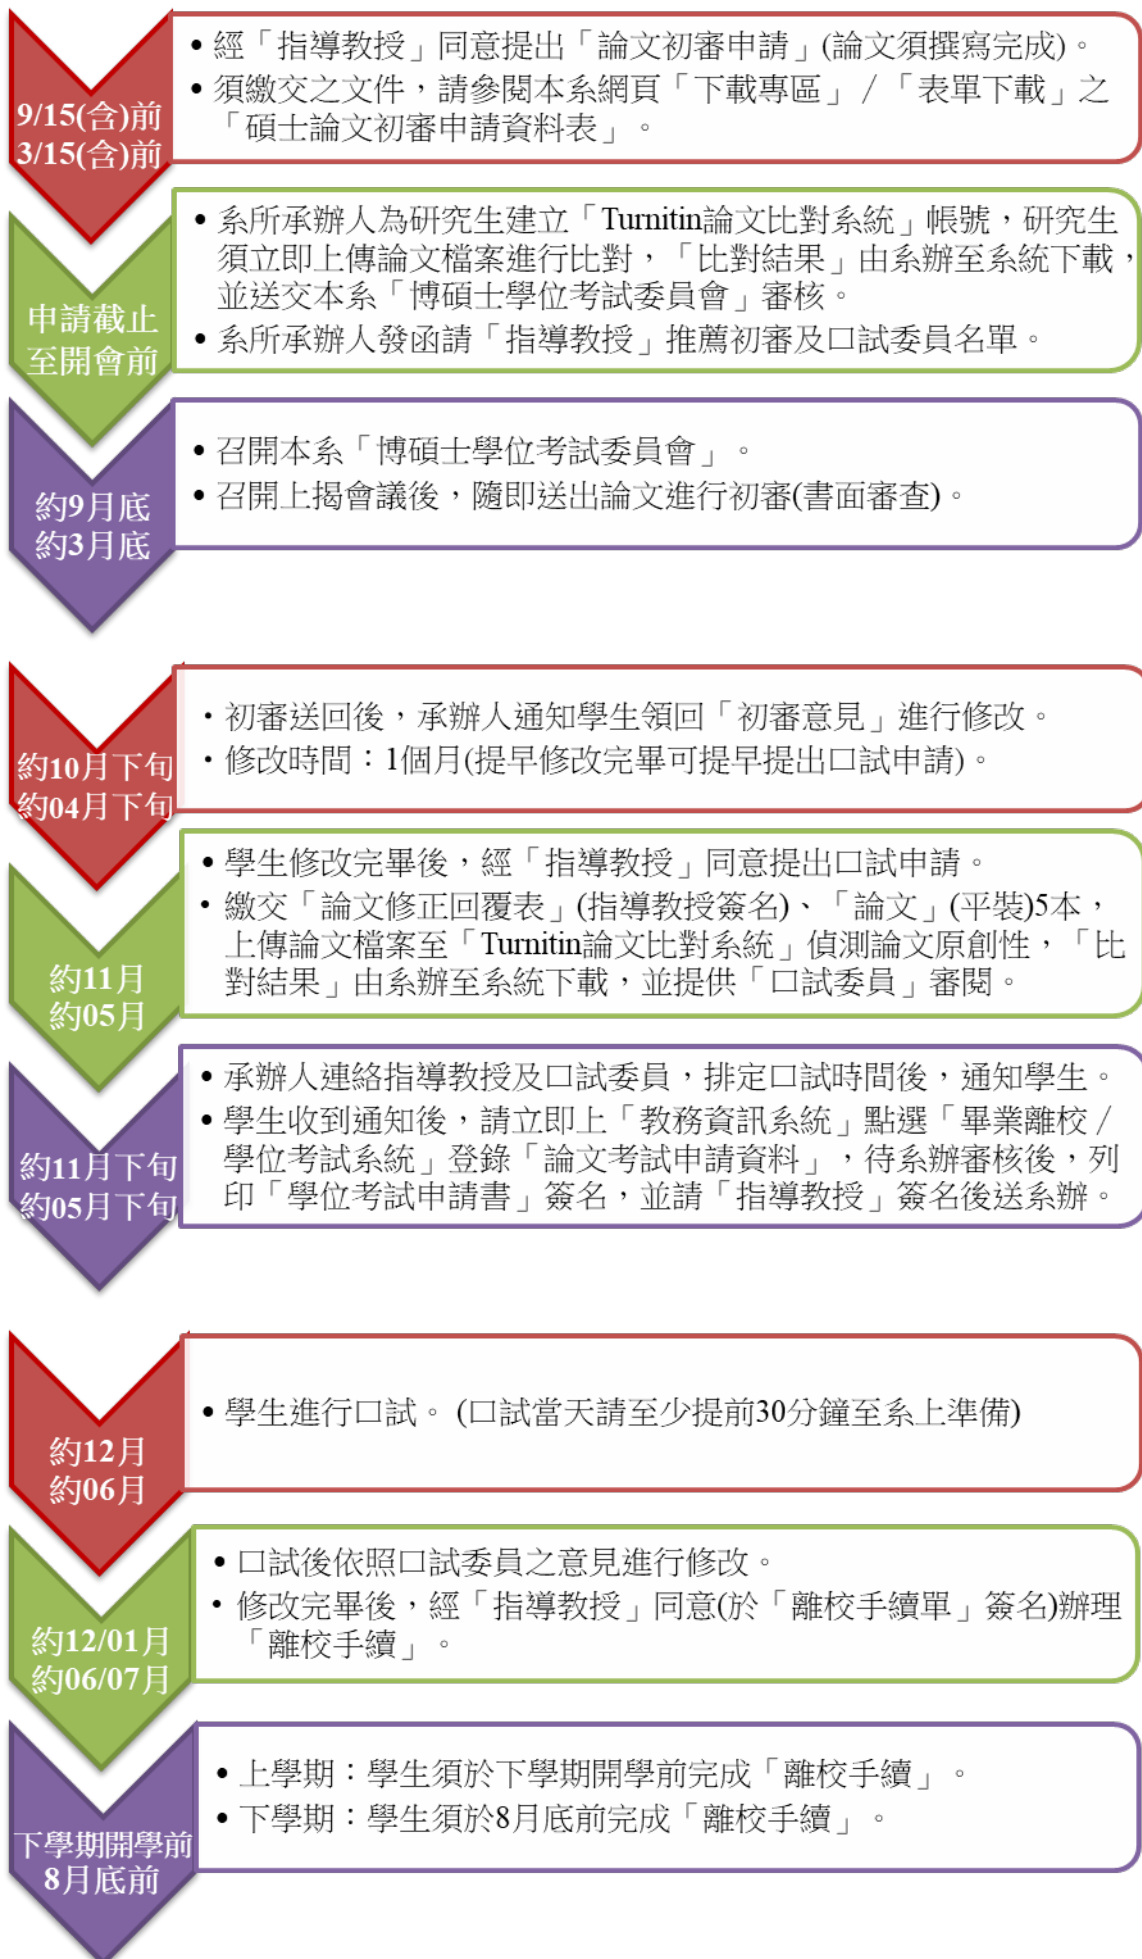 9/15(含)前
3/15(含)前
• 經「指導教授」同意提出「論文初審申請」(論文須撰寫完成)。
• 須繳交之文件，請參閱本系網頁「下載專區」/「表單下載」之
「碩士論文初審申請資料表」。
申請截止
至開會前
• 系所承辦人為研究生建立「Turnitin論文比對系統」帳號，研究生
須立即上傳論文檔案進行比對，「比對結果」由系辦至系統下載，
並送交本系「博碩士學位考試委員會」審核。
• 系所承辦人發函請「指導教授」推薦初審及口試委員名單。
約9月底
約3月底
• 召開本系「博碩士學位考試委員會」。
• 召開上揭會議後，隨即送出論文進行初審(書面審查)。
約10月下旬
約04月下旬
• 初審送回後，承辦人通知學生領回「初審意見」進行修改。
• 修改時間：1個月(提早修改完畢可提早提出口試申請)。
約11月
約05月
• 學生修改完畢後，經「指導教授」同意提出口試申請。
• 繳交「論文修正回覆表」(指導教授簽名)、「論文」(平裝)5本，
上傳論文檔案至「Turnitin論文比對系統」偵測論文原創性，「比
對結果」由系辦至系統下載，並提供「口試委員」審閱。
約11月下旬
約05月下旬
• 承辦人連絡指導教授及口試委員，排定口試時間後，通知學生。
• 學生收到通知後，請立即上「教務資訊系統」點選「畢業離校/
學位考試系統」登錄「論文考試申請資料」，待系辦審核後，列
印「學位考試申請書」簽名，並請「指導教授」簽名後送系辦。
約12月
約06月
• 學生進行口試。 (口試當天請至少提前30分鐘至系上準備)
約12/01月
約06/07月
• 口試後依照口試委員之意見進行修改。
• 修改完畢後，經「指導教授」同意(於「離校手續單」簽名)辦理
「離校手續」。
下學期開學前
8月底前
• 上學期：學生須於下學期開學前完成「離校手續」。
• 下學期：學生須於8月底前完成「離校手續」。